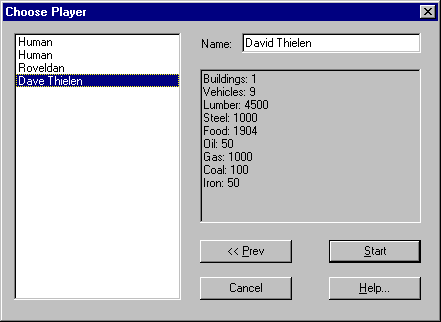 Choose Player
Human
Human
Roveldan
Dave Thielen
Name: David Thielen
Buildings: 1
Vehicles: 9
Lumber: 4500
Steel: 1000
Food: 1904
Oil: 50
Gas: 1000
Coal: 100
Iron: 50
<< Prev
Start
Cancel
Help...